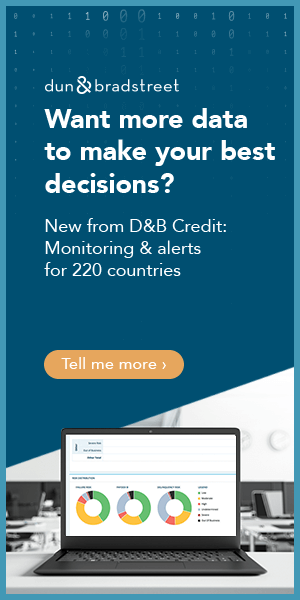 dun&bradstreet
Want more data
to make your best
decisions?
New from D&B Credit:
Monitoring & alerts
for 220 countries
Tell me more ›